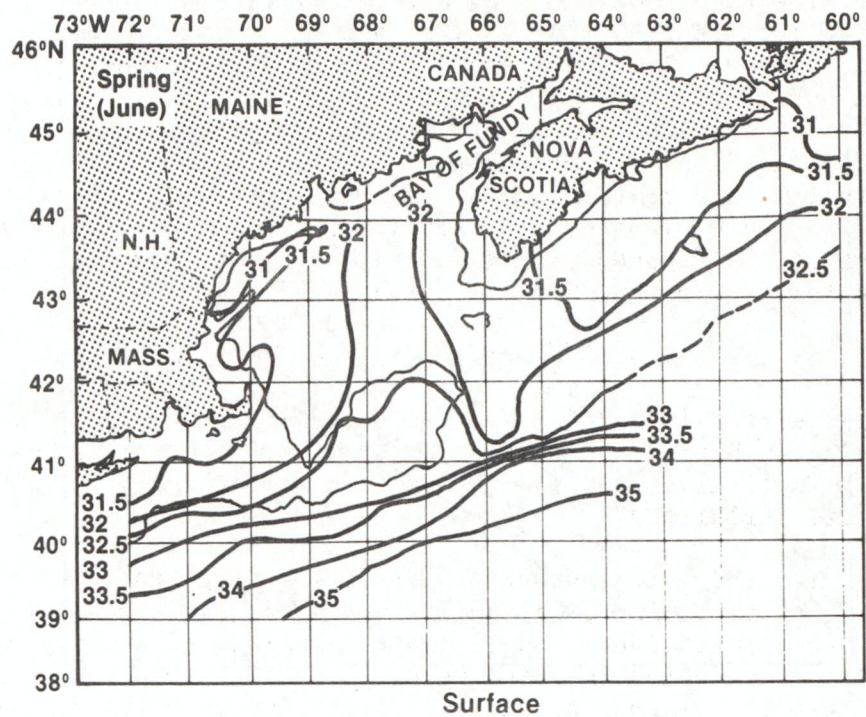 73°W 72° 71° 70° 69° 68° 67° 66° 65° 64° 63° 62° 61° 60°
46°N
Spring
(June)
CANADA
MAINE
45°
31
BAY OF FUNDY
NOVA
SCOTIA
31.5
44°
32
32
32
N.H.
31.5
31
32.5
31.5
43°
MASS.
42°
33
33.5
34
41°
35
31.5
32
32.5
40°
33
33.5
34
35
39°
38°
Surface